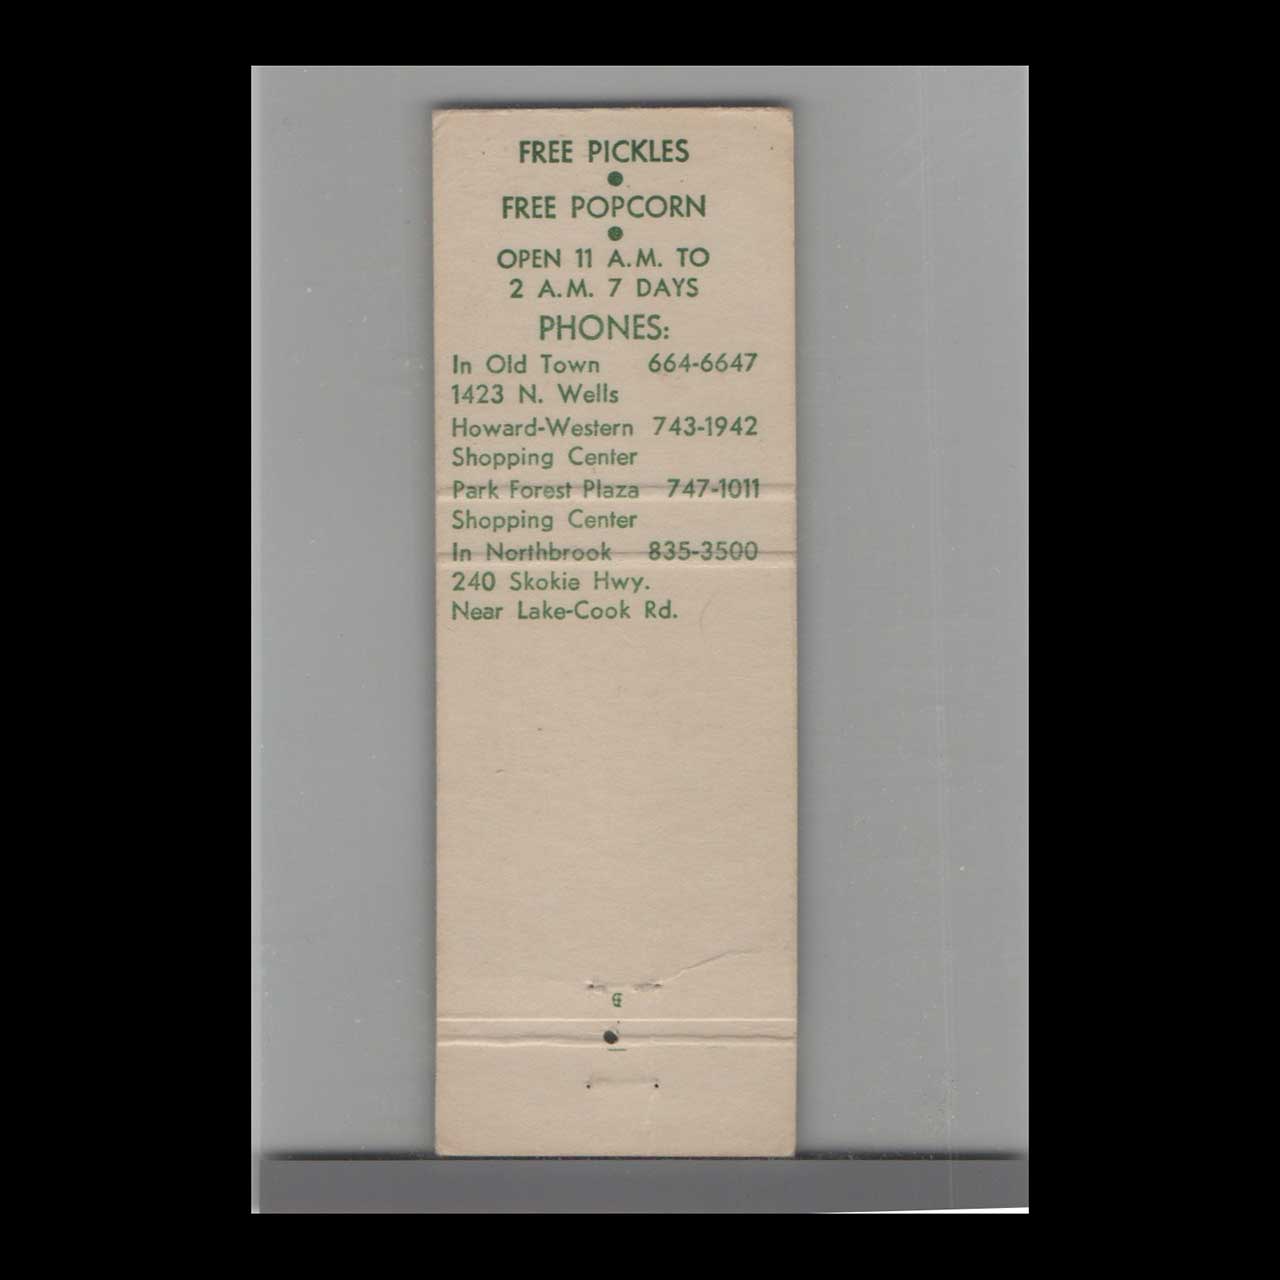 FREE PICKLES
FREE POPCORN
OPEN 11 A.M. TO
2 A.M. 7 DAYS
PHONES:
In Old Town 664-6647
1423 N. Wells
Howard-Western 743-1942
Shopping Center
Park Forest Plaza 747-1011
Shopping Center
In Northbrook 835-3500
240 Skokie Hwy.
Near Lake-Cook Rd.